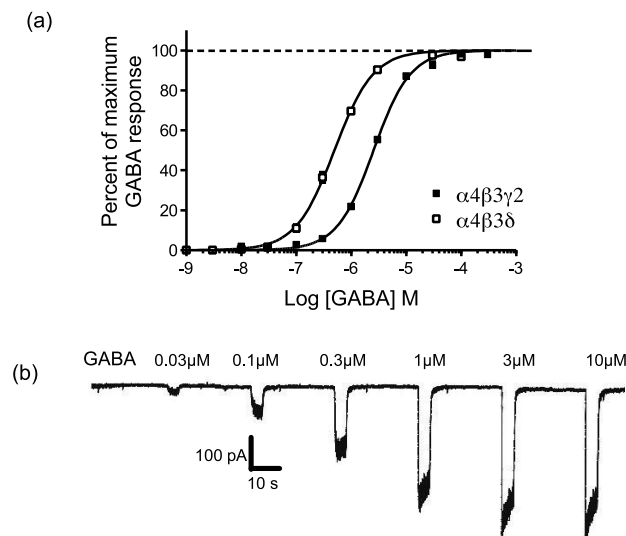 (a)
Percent of maximum
GABA response
100
80
60
40
20
0
-9
-8
-7
-6
-5
-4
-3
Log [GABA] M
α4β3γ2
α4β3δ
(b)
GABA 0.03μM 0.1μM 0.3μM 1μM 3μM 10μM
100 pA
10 s